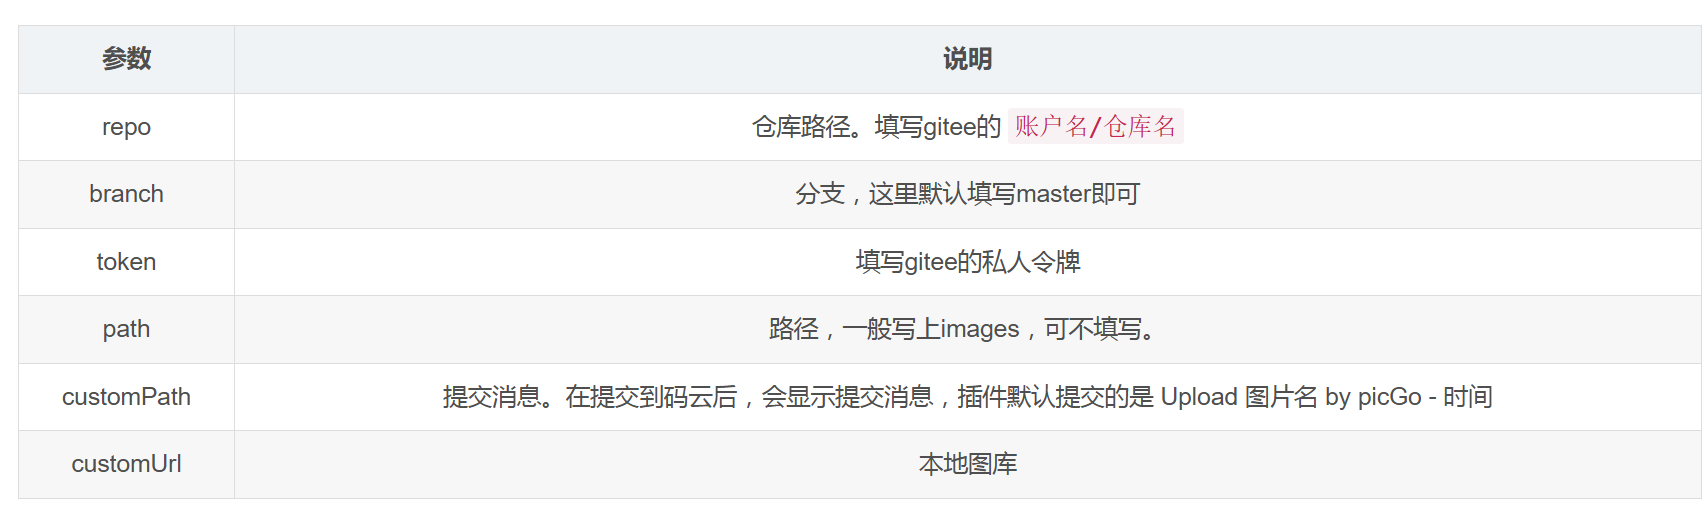 参数 说明
repo 仓库路径。填写gitee的 账户名/仓库名
branch 分支，这里默认填写master即可
token 填写gitee的私人令牌
path 路径，一般写上images，可不填写。
customPath 提交消息。在提交到码云后，会显示提交消息，插件默认提交的是 Upload 图片名 by picGo - 时间
customUrl 本地图库